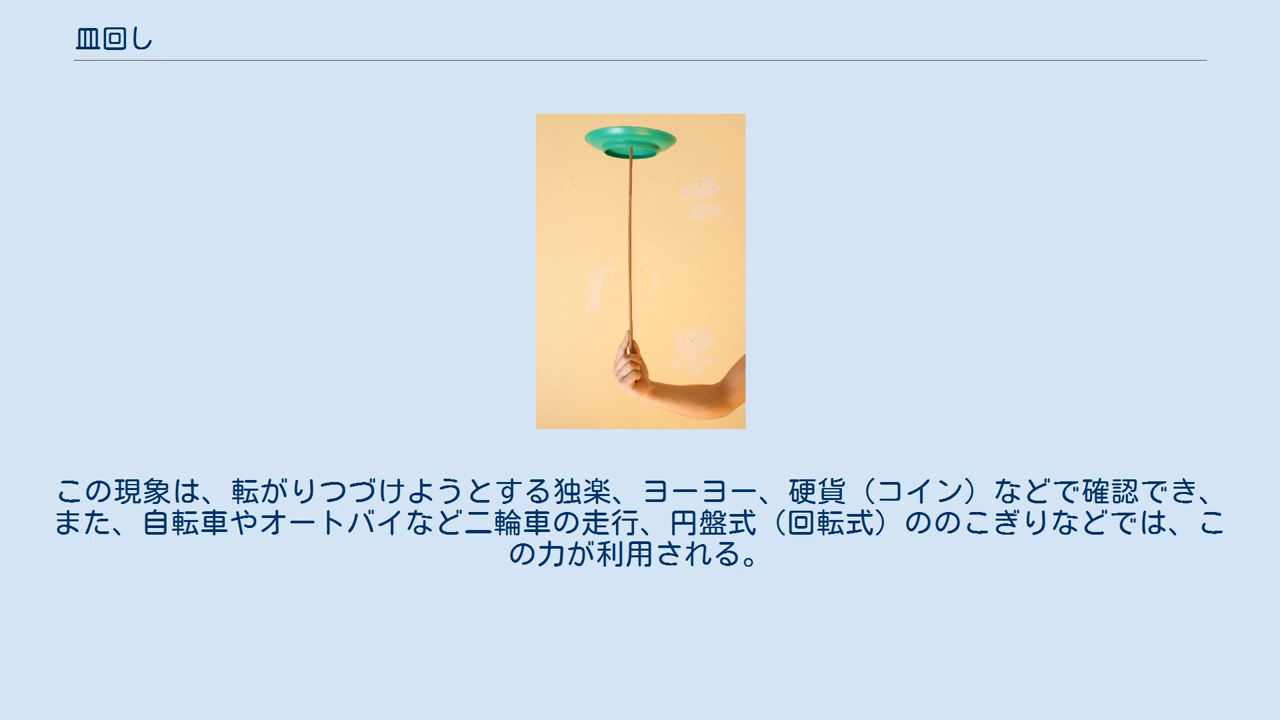 皿回し
この現象は、転がりつづけようとする独楽、ヨーヨー、硬貨（コイン）などで確認でき、
また、自転車やオートバイなど二輪車の走行、円盤式（回転式）ののこぎりなどでは、こ
の力が利用される。